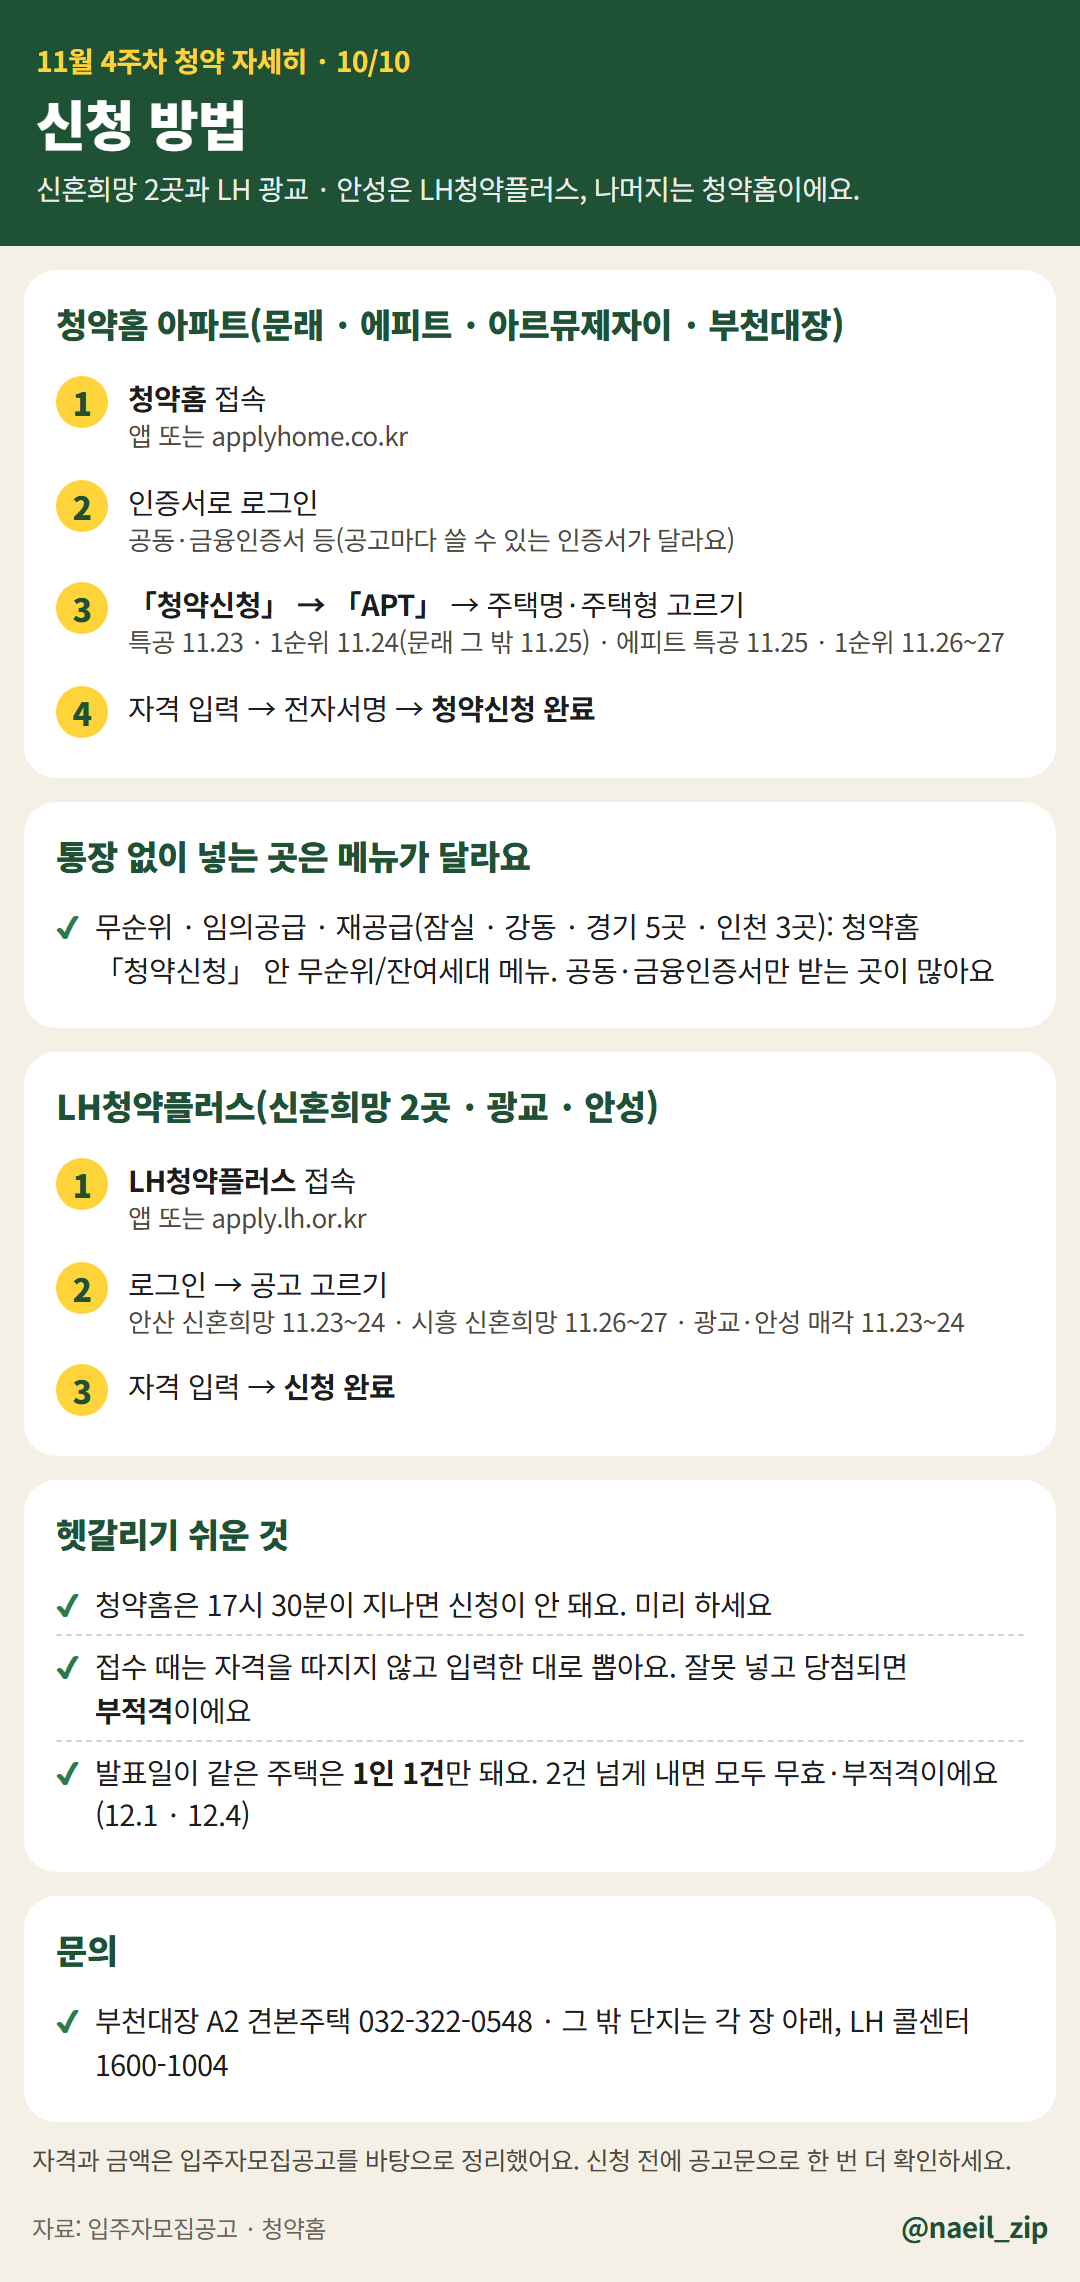 11월 4주차 청약 자세히 · 10/10
신청 방법
신혼희망 2곳과 LH 광교 · 안성은 LH청약플러스, 나머지는 청약홈이에요.
청약홈 아파트(문래 · 에피트 · 아르뮤제자이 · 부천대장)
1 청약홈 접속
앱 또는 applyhome.co.kr
2 인증서로 로그인
공동·금융인증서 등(공고마다 쓸 수 있는 인증서가 달라요)
3 「청약신청」 → 「APT」 → 주택명·주택형 고르기
특공 11.23 · 1순위 11.24(문래 그 밖 11.25) · 에피트 특공 11.25 · 1순위 11.26~27
4 자격 입력 → 전자서명 → 청약신청 완료
통장 없이 넣는 곳은 메뉴가 달라요
✔ 무순위 · 임의공급 · 재공급(잠실 · 강동 · 경기 5곳 · 인천 3곳): 청약홈
「청약신청」 안 무순위/잔여세대 메뉴. 공동·금융인증서만 받는 곳이 많아요
LH청약플러스(신혼희망 2곳 · 광교 · 안성)
1 LH청약플러스 접속
앱 또는 apply.lh.or.kr
2 로그인 → 공고 고르기
안산 신혼희망 11.23~24 · 시흥 신혼희망 11.26~27 · 광교·안성 매각 11.23~24
3 자격 입력 → 신청 완료
헷갈리기 쉬운 것
✔ 청약홈은 17시 30분이 지나면 신청이 안 돼요. 미리 하세요
✔ 접수 때는 자격을 따지지 않고 입력한 대로 뽑아요. 잘못 넣고 당첨되면
부적격이에요
✔ 발표일이 같은 주택은 1인 1건만 돼요. 2건 넘게 내면 모두 무효·부적격이에요
(12.1 · 12.4)
문의
✔ 부천대장 A2 견본주택 032-322-0548 · 그 밖 단지는 각 장 아래, LH 콜센터
1600-1004
자격과 금액은 입주자모집공고를 바탕으로 정리했어요. 신청 전에 공고문으로 한 번 더 확인하세요.
자료: 입주자모집공고 · 청약홈
@naeil_zip